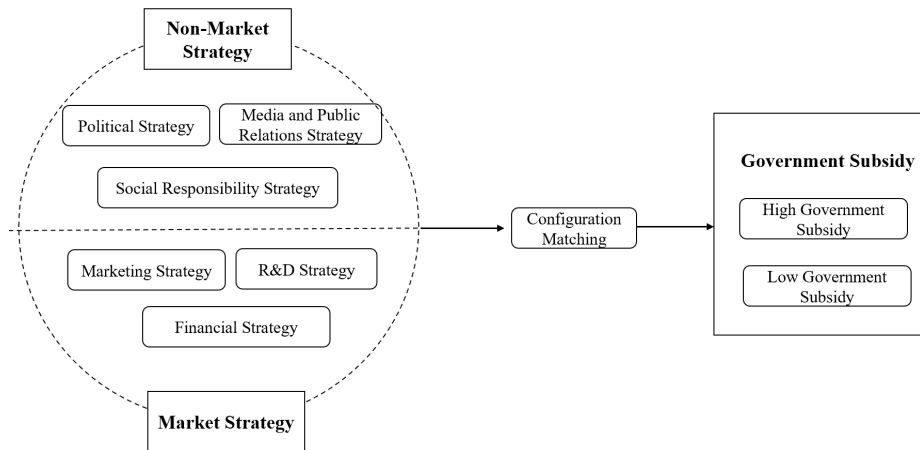 Non-Market
Strategy
Political Strategy
Media and Public
Relations Strategy
Social Responsibility Strategy
Marketing Strategy
R&D Strategy
Financial Strategy
Market Strategy
Configuration
Matching
Government Subsidy
High Government
Subsidy
Low Government
Subsidy